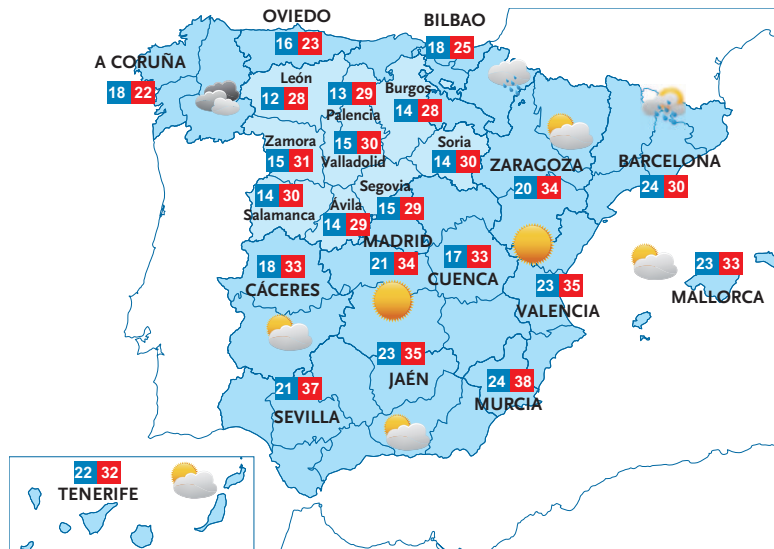 OVIEDO
16 23
BILBAO
18 25
A CORUÑA
18 22
León
12 28
13 29
Palencia
Burgos
14 28
Zamora
15 31
15 30
Valladolid
Soria
14 30
ZARAGOZA
20 34
BARCELONA
24 30
14 30
Salamanca
Ávila
14 29
Segovia
15 29
MADRID
21 34
17 33
CUENCA
18 33
CÁCERES
23 35
VALENCIA
23 33
MALLORCA
23 35
JAÉN
21 37
SEVILLA
24 38
MURCIA
22 32
TENERIFE